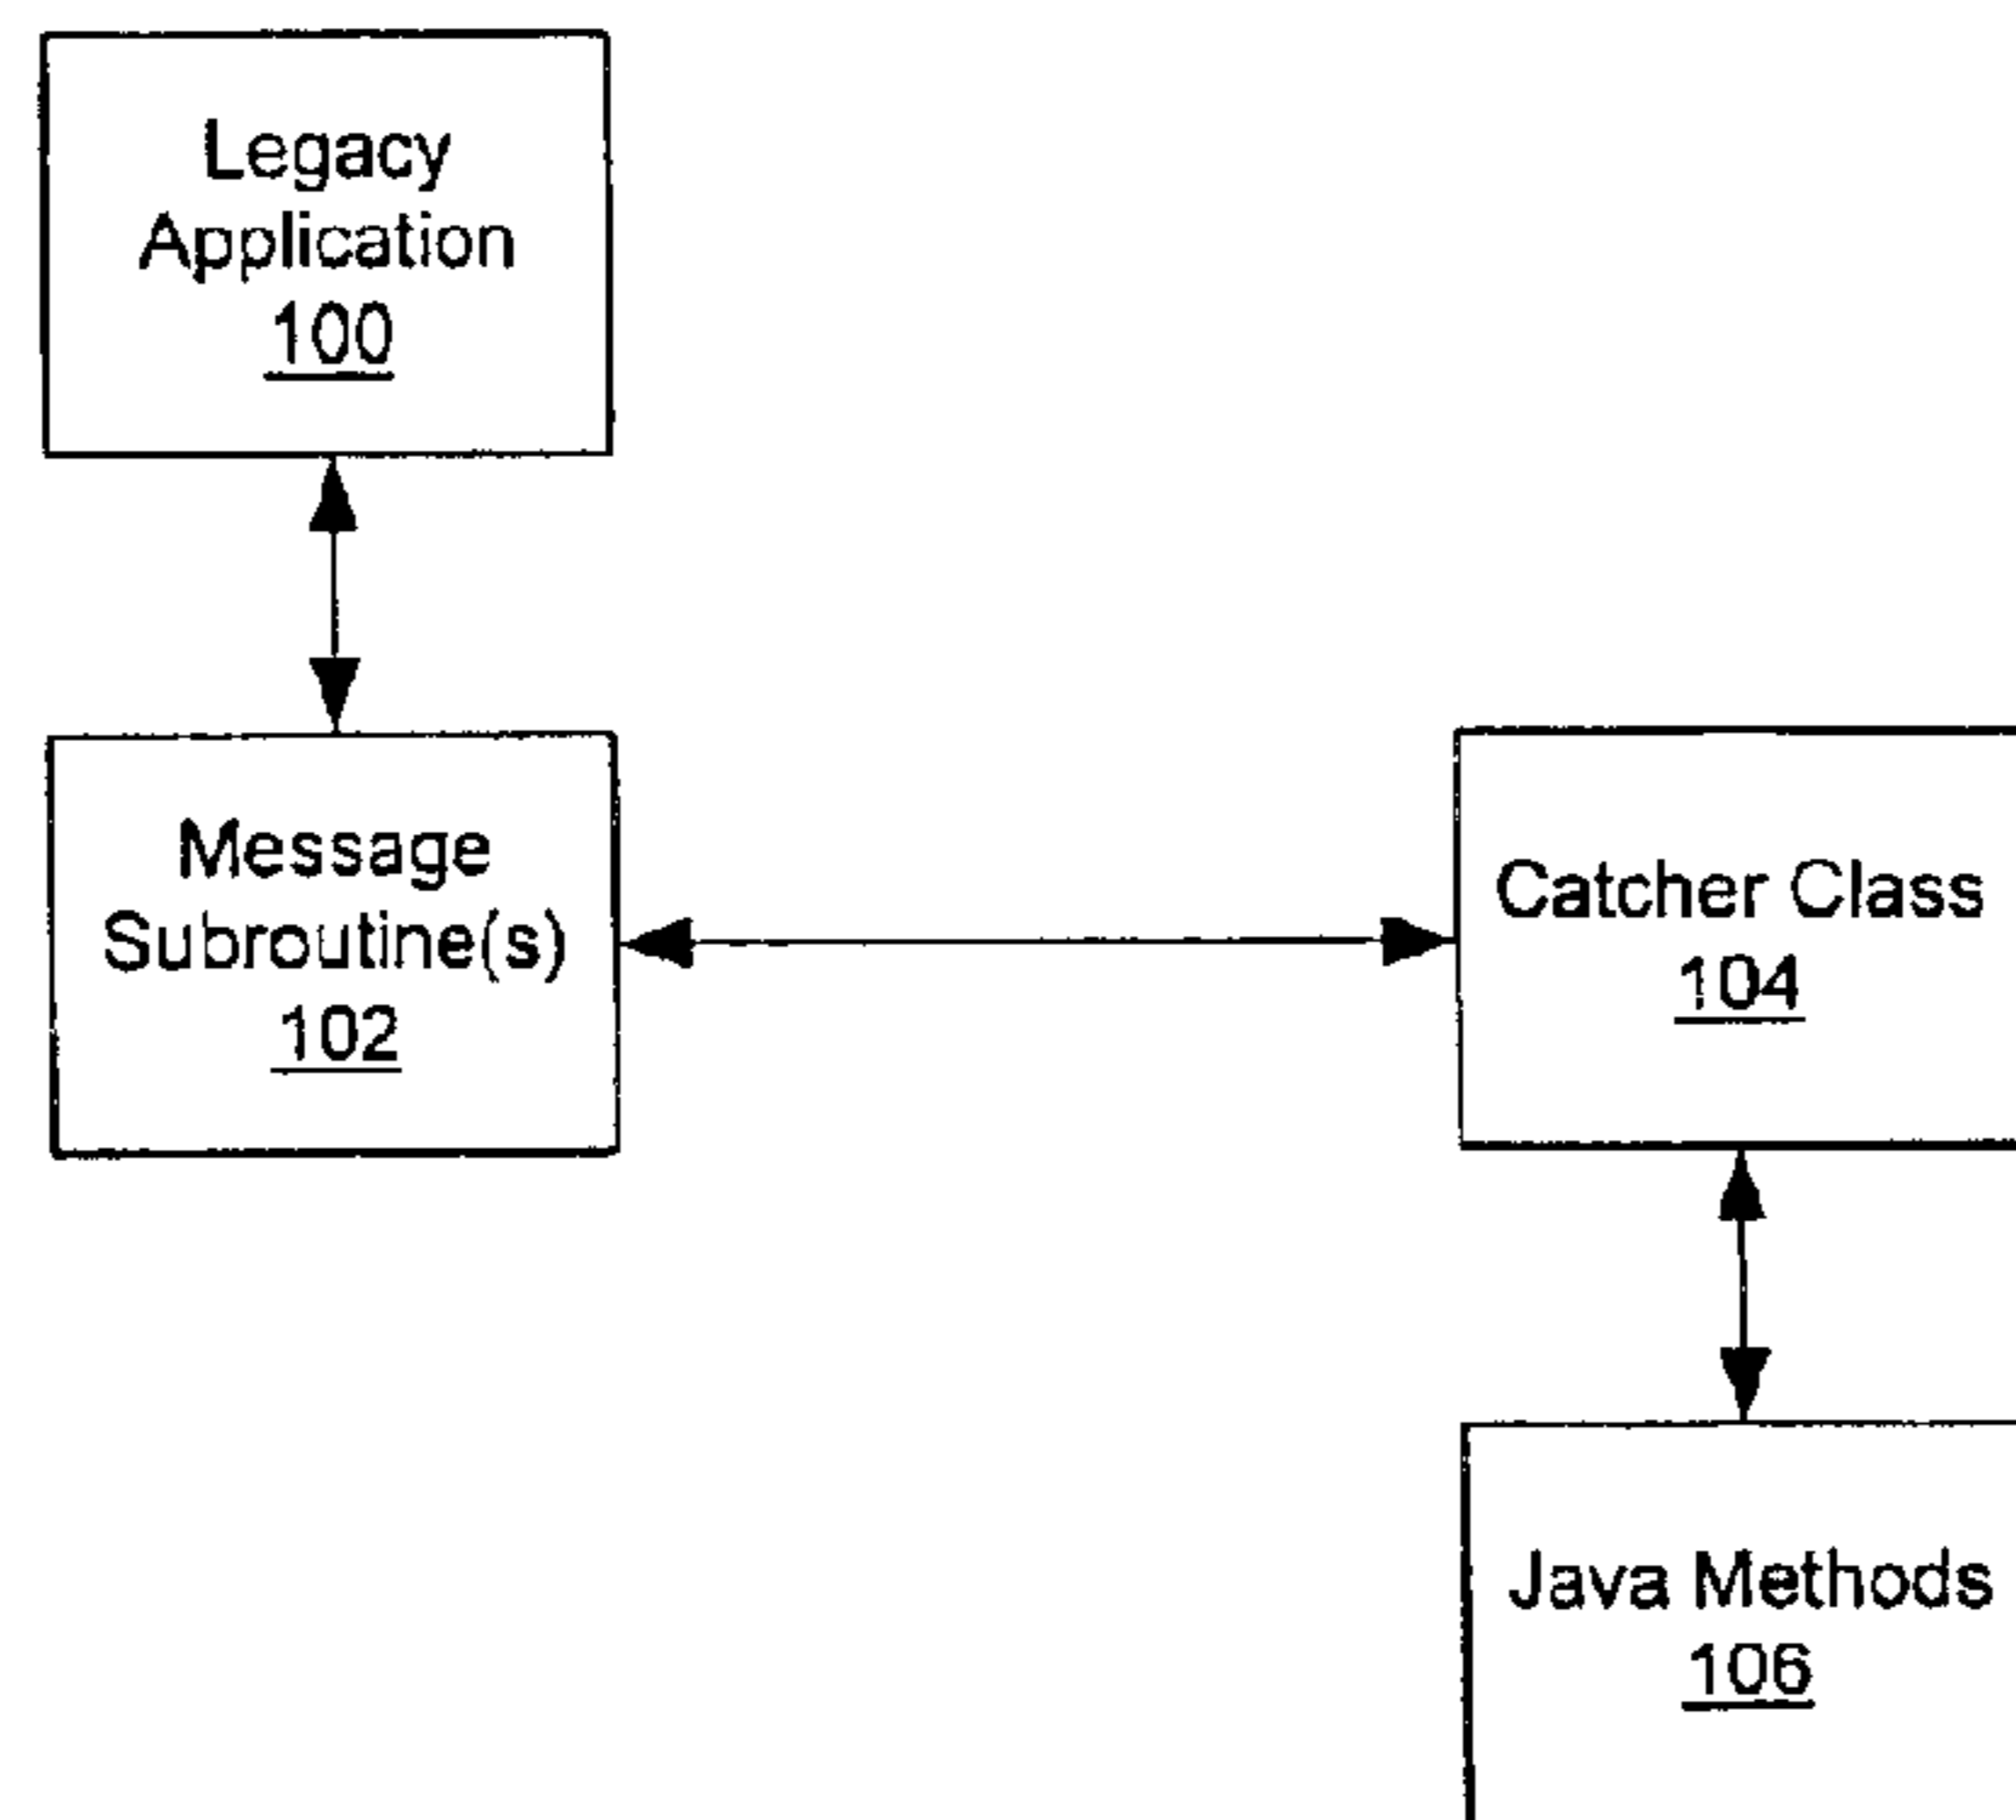 Legacy
Application
100
Message
Subroutine(s)
102
Catcher Class
104
Java Methods
106